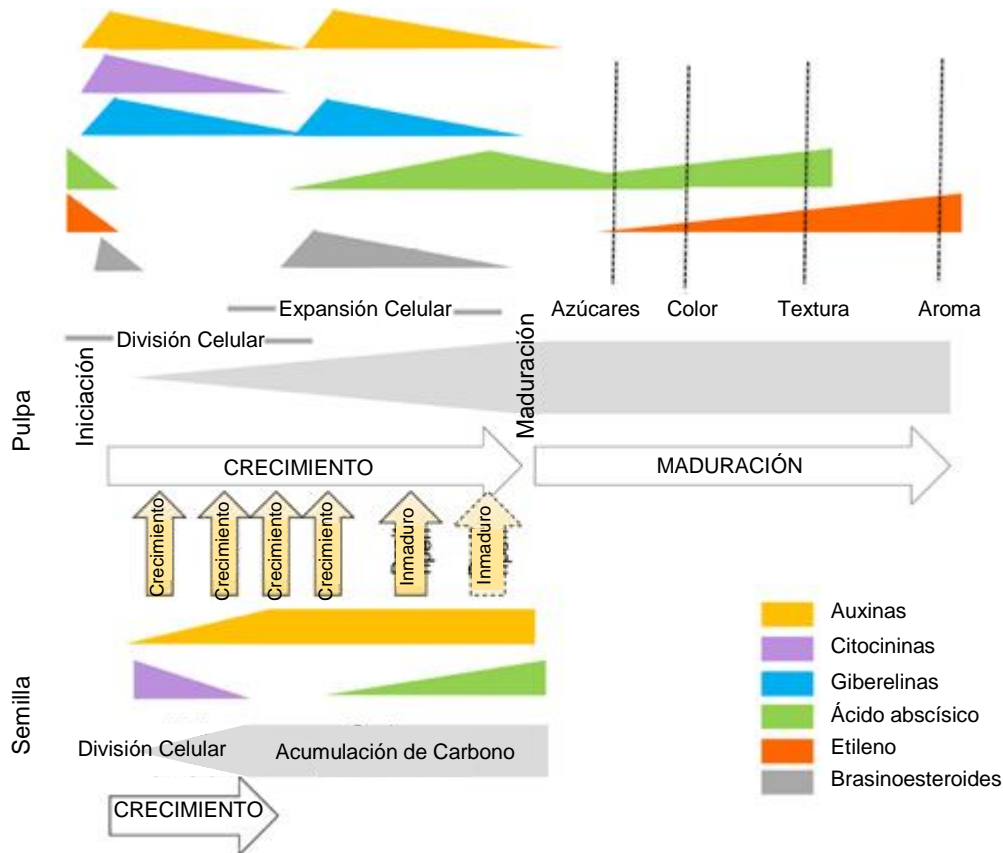 Azúcares Color Textura Aroma
Expansión Celular
División Celular
Pulpa
Iniciación
Maduración
CRECIMIENTO
MADURACIÓN
Crecimiento
Crecimiento
Crecimiento
Crecimiento
Inmaduro
Inmaduro
Semilla
División Celular
Acumulación de Carbono
CRECIMIENTO
Auxinas
Citocininas
Giberelinas
Ácido abscísico
Etileno
Brasinoesteroides